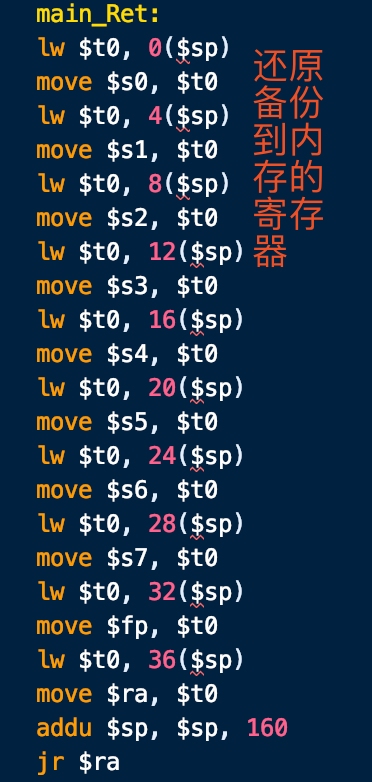 main_Ret:
lw $t0, 0($sp)
move $s0, $t0
lw $t0, 4($sp)
move $s1, $t0
lw $t0, 8($sp)
move $s2, $t0
lw $t0, 12($sp)
move $s3, $t0
lw $t0, 16($sp)
move $s4, $t0
lw $t0, 20($sp)
move $s5, $t0
lw $t0, 24($sp)
move $s6, $t0
lw $t0, 28($sp)
move $s7, $t0
lw $t0, 32($sp)
move $fp, $t0
lw $t0, 36($sp)
move $ra, $t0
addu $sp, $sp, 160
jr $ra
还原
备份
到内
存的
寄存
器